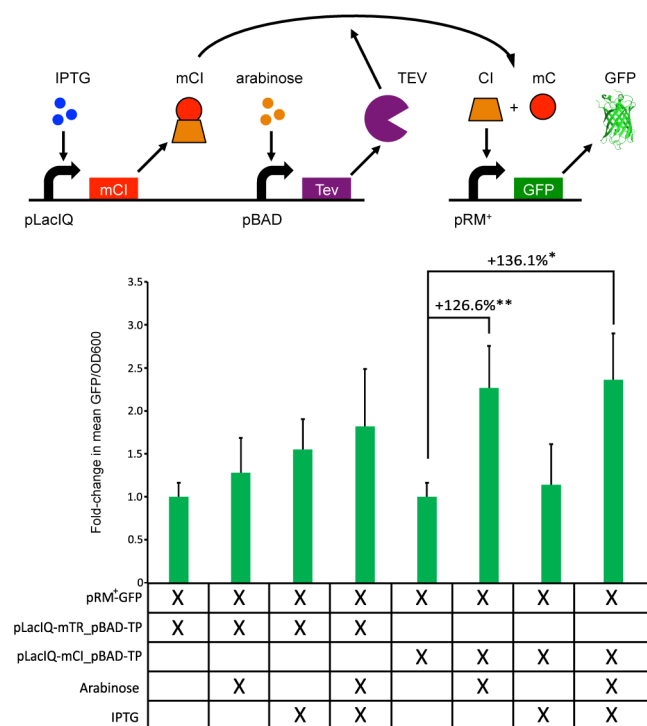 IPTG mCI arabinose TEV CI mC GFP
+
mCI Tev GFP
pLacIQ pBAD pRM⁺
+136.1%*
+126.6%**
Fold-change in mean GFP/OD600
3.5
3.0
2.5
2.0
1.5
1.0
0.5
0
pRM⁺-GFP X X X X X X X X
pLacIQ-mTR_pBAD-TP X X X X
pLacIQ-mCI_pBAD-TP X X X X
Arabinose X X X X
IPTG X X X X